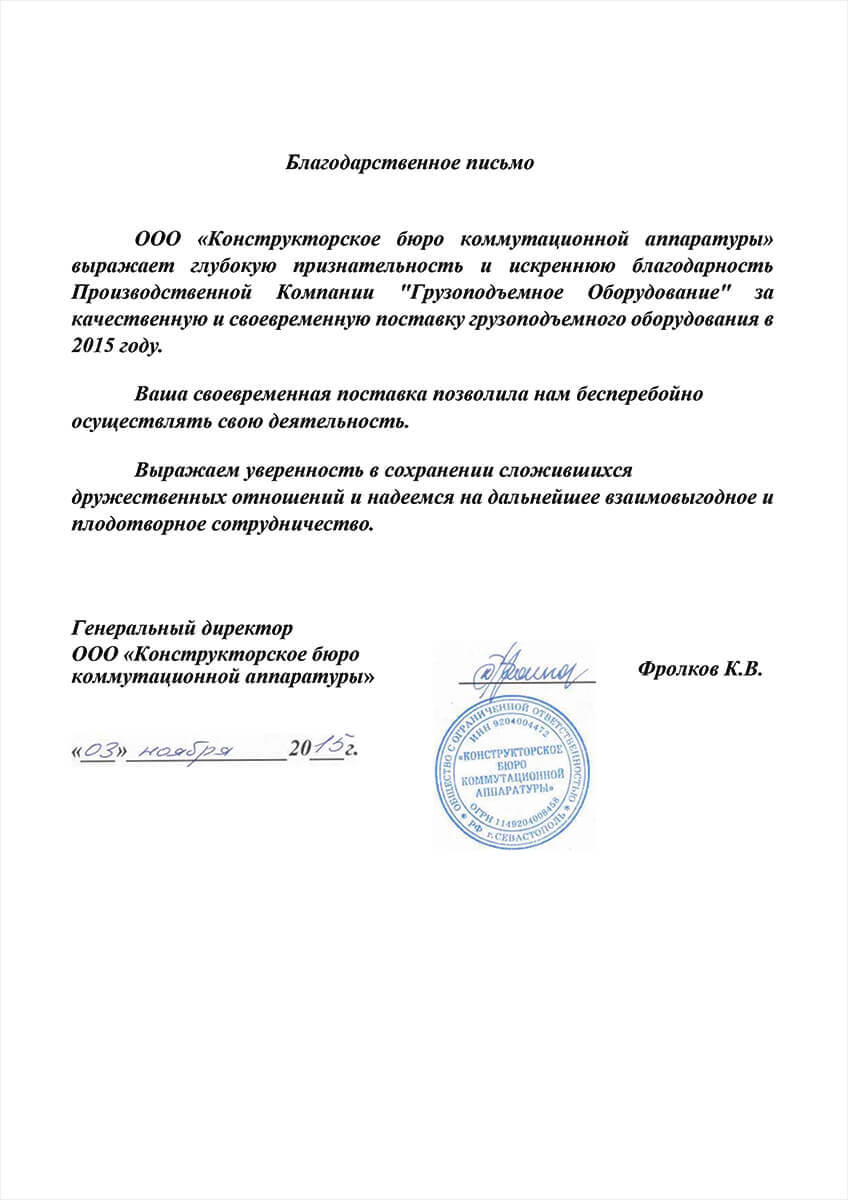 Благодарственное письмо
ООО «Конструкторское бюро коммутационной аппаратуры»
выражает глубокую признательность и искреннюю благодарность
Производственной Компании "Грузоподъемное Оборудование" за
качественную и своевременную поставку грузоподъемного оборудования в
2015 году.
Ваша своевременная поставка позволила нам бесперебойно
осуществлять свою деятельность.
Выражаем уверенность в сохранении сложившихся
дружественных отношений и надеемся на дальнейшее взаимовыгодное и
плодотворное сотрудничество.
Генеральный директор
ООО «Конструкторское бюро
коммутационной аппаратуры»
Фролков К.В.
«03» ноября 2015г.
ОБЩЕСТВО С ОГРАНИЧЕННОЙ ОТВЕТСТВЕННОСТЬЮ
ИНН 9204004472
«КОНСТРУКТОРСКОЕ
БЮРО
КОММУТАЦИОННОЙ
АППАРАТУРЫ»
ОГРН 1149204008458
РФ г.СЕВАСТОПОЛЬ